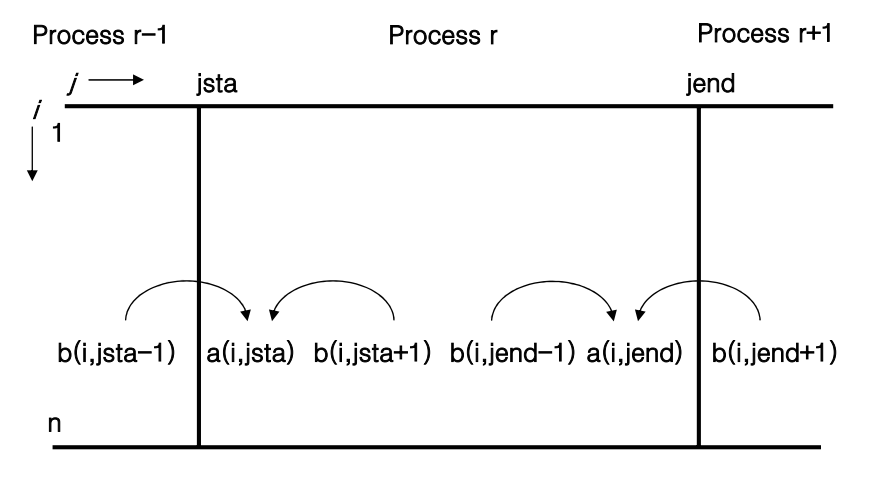 Process r-1 Process r Process r+1
j jsta jend
i
1
b(i,jsta-1) a(i,jsta) b(i,jsta+1) b(i,jend-1) a(i,jend) b(i,jend+1)
n